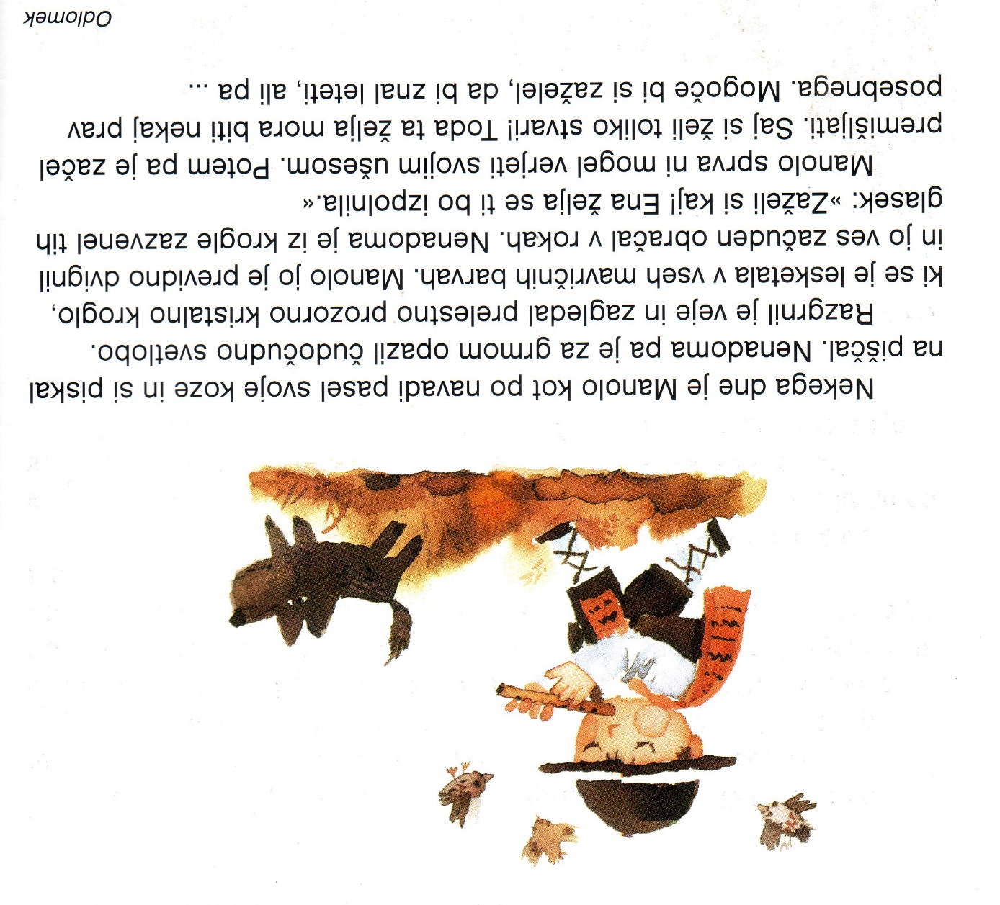 Nekega dne je Manolo kot po navadi pasel svoje koze in si piskal
na piščal. Nenadoma pa je za grmom opazil čudočudno svetlobo.
Razgrnil je veje in zagledal prelestno prozorno kristalno kroglo,
ki se je lesketala v vseh mavričnih barvah. Manolo jo je previdno dvignil
in jo ves začuden obračal v rokah. Nenadoma je iz krogle zazvenel tih
glasek: »Zaželi si kaj! Ena želja se ti bo izpolnila.«
Manolo sprva ni mogel verjeti svojim ušesom. Potem pa je začel
premišljati. Saj si želi toliko stvari! Toda ta želja mora biti nekaj prav
posebnega. Mogoče bi si zaželel, da bi znal leteti, ali pa ...
Odlomek